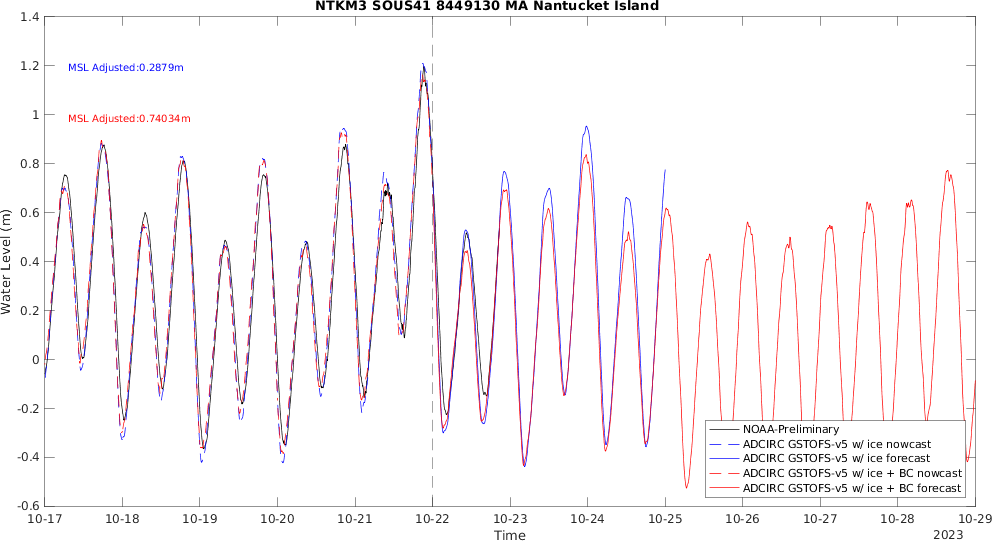 NTKM3 SOUS41 8449130 MA Nantucket Island
1.4
1.2
1
0.8
0.6
0.4
0.2
0
-0.2
-0.4
-0.6
Water Level (m)
MSL Adjusted:0.2879m
MSL Adjusted:0.74034m
NOAA-Preliminary
ADCIRC GSTOFS-v5 w/ ice nowcast
ADCIRC GSTOFS-v5 w/ ice forecast
ADCIRC GSTOFS-v5 w/ ice + BC nowcast
ADCIRC GSTOFS-v5 w/ ice + BC forecast
10-17 10-18 10-19 10-20 10-21 10-22 10-23 10-24 10-25 10-26 10-27 10-28 10-29
Time
2023